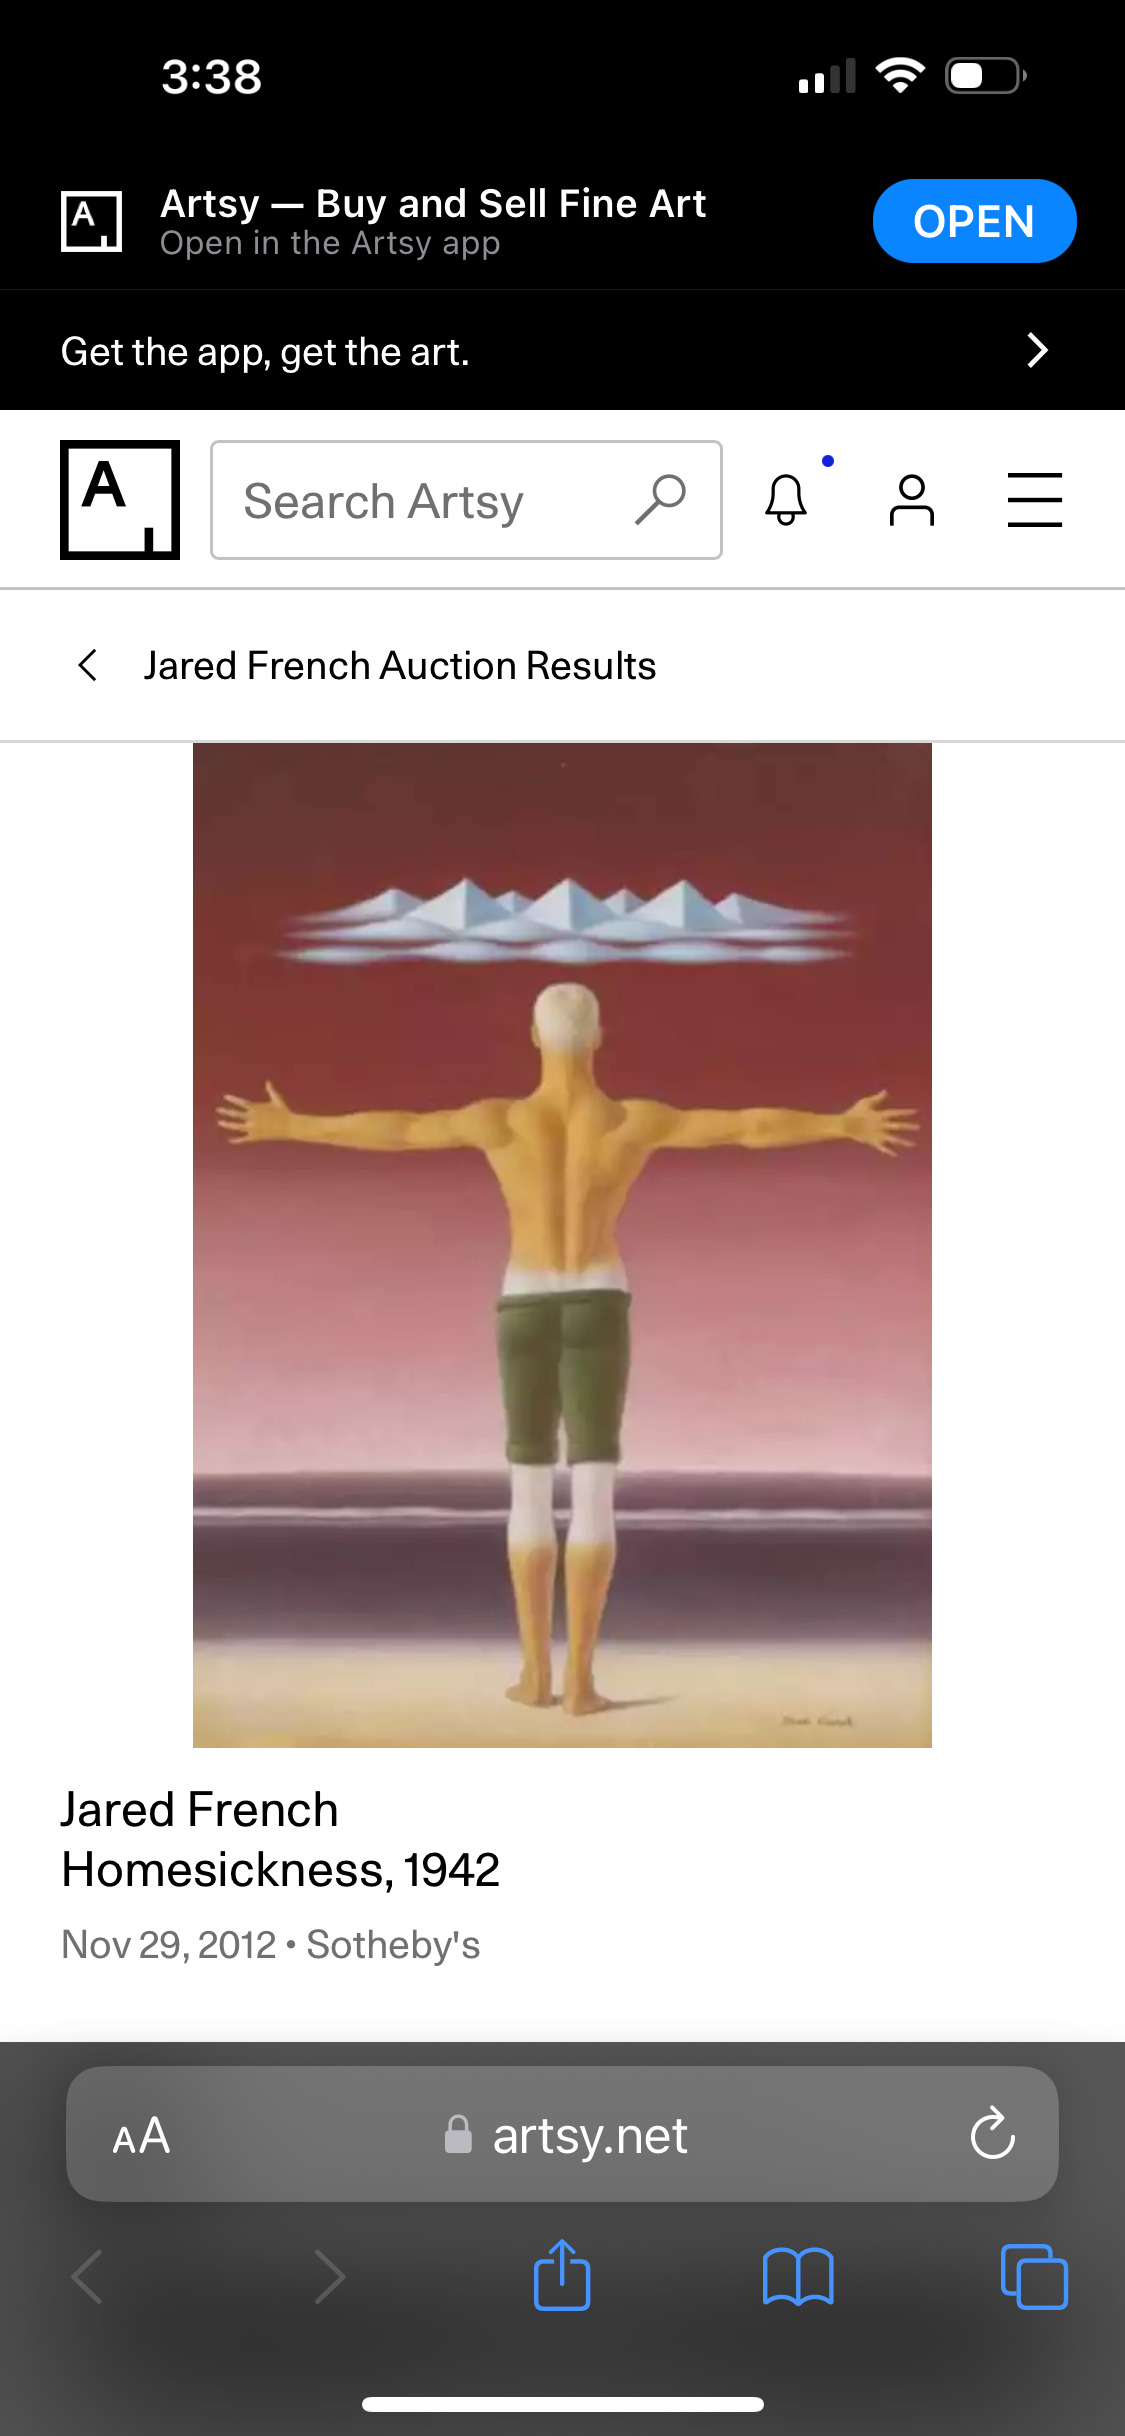 3:38
A
Artsy — Buy and Sell Fine Art
Open in the Artsy app
OPEN
Get the app, get the art.
A
Search Artsy
Jared French Auction Results
Jared French
Homesickness, 1942
Nov 29, 2012 • Sotheby's
AA
artsy.net